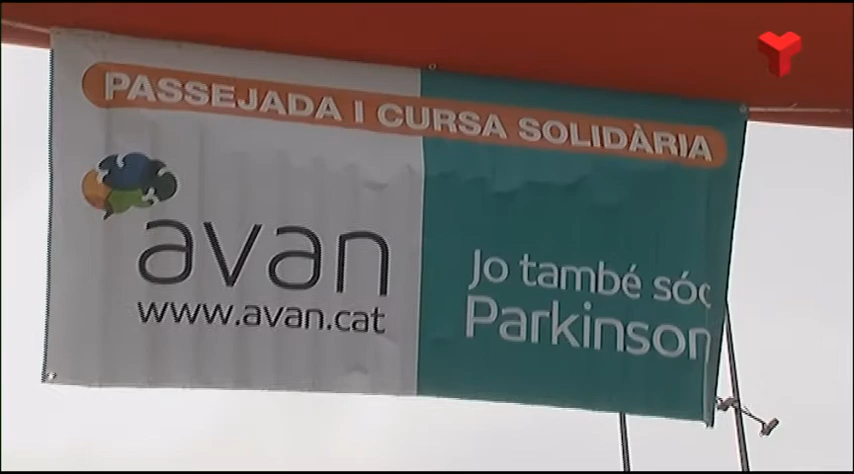 PASSEJADA I CURSA SOLIDÀRIA
avan
www.avan.cat
Jo també sóc
Parkinson